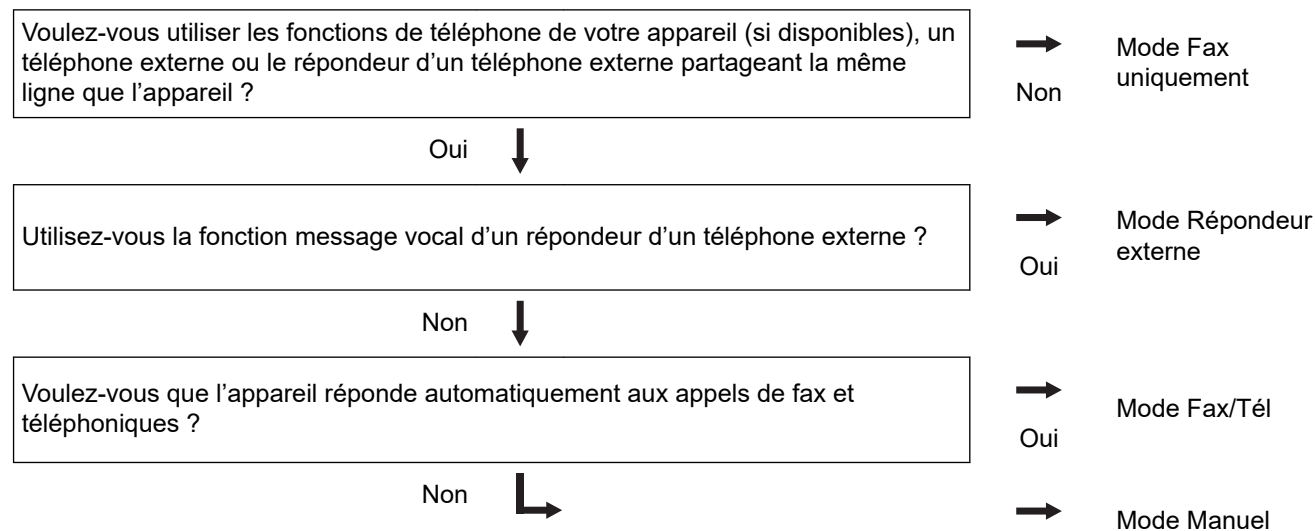 Voulez-vous utiliser les fonctions de téléphone de votre appareil (si disponibles), un
téléphone externe ou le répondeur d’un téléphone externe partageant la même
ligne que l’appareil ?
Mode Fax
uniquement
Non
Oui
Utilisez-vous la fonction message vocal d’un répondeur d’un téléphone externe ?
Mode Répondeur
externe
Oui
Non
Voulez-vous que l’appareil réponde automatiquement aux appels de fax et
téléphoniques ?
Mode Fax/Tél
Oui
Non
Mode Manuel